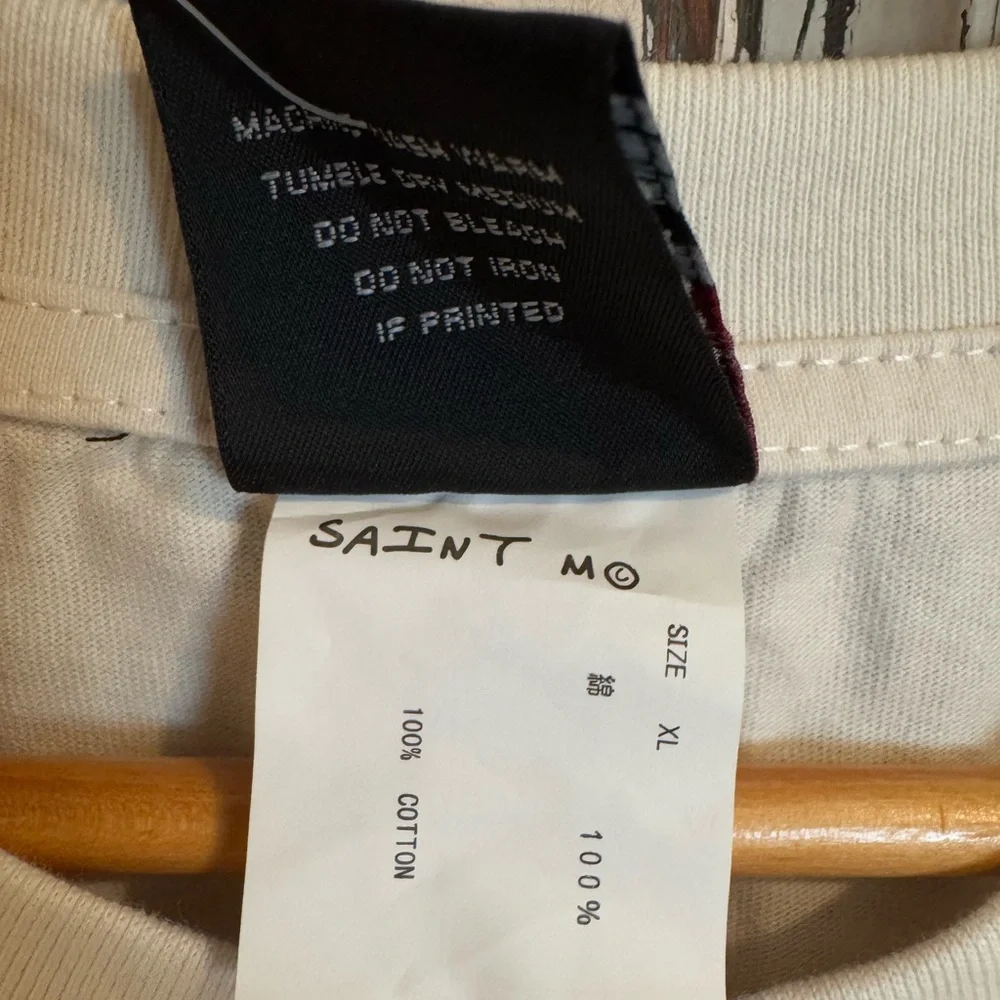 MACHINE WASH WARM
TUMBLE DRY MEDIUM
DO NOT BLEACH
DO NOT IRON
IF PRINTED
SAINT M©
SIZE XL
綿 100%
100% COTTON